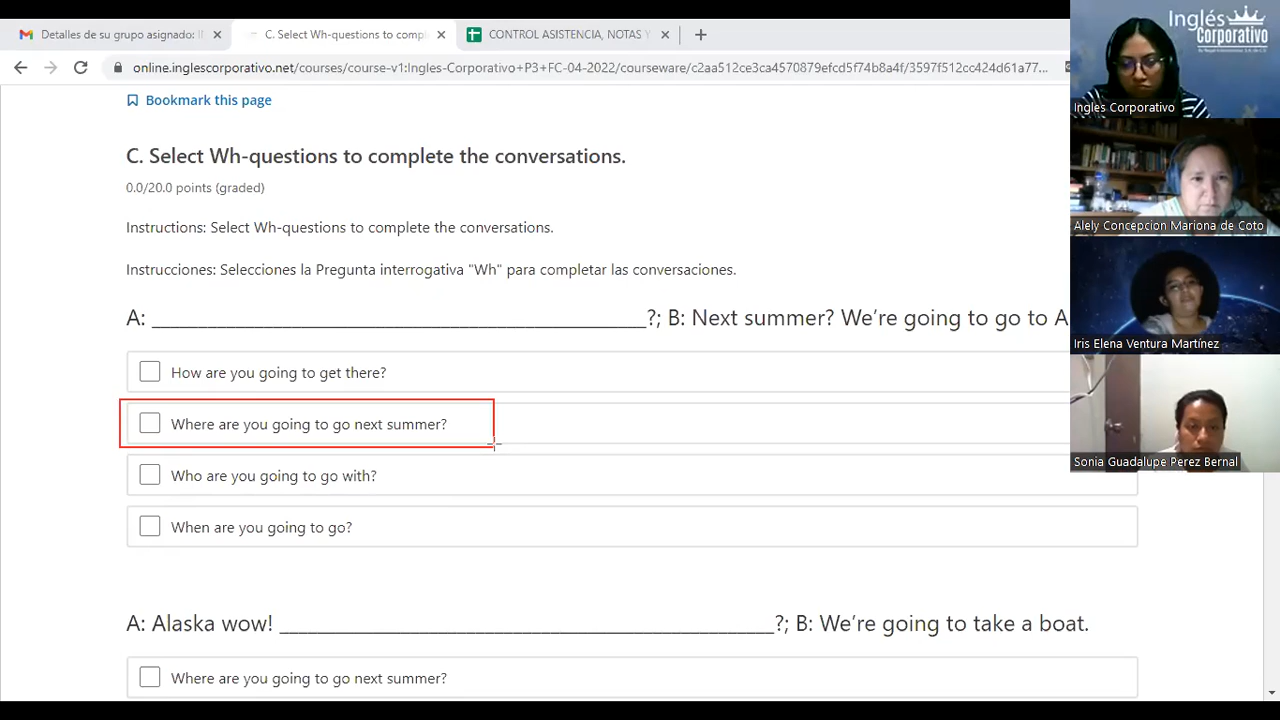 Detalles de su grupo asignado: I
C. Select Wh-questions to compl
CONTROL ASISTENCIA, NOTAS Y
online.inglescorporativo.net/courses/course-v1:Ingles-Corporativo+P3+FC-04-2022/courseware/c2aa512ce3ca4570879efcd5f74b8a4f/3597f512cc424d61a77...
Bookmark this page
C. Select Wh-questions to complete the conversations.
0.0/20.0 points (graded)
Instructions: Select Wh-questions to complete the conversations.
Instrucciones: Selecciones la Pregunta interrogativa "Wh" para completar las conversaciones.
A: ______________________________________________?; B: Next summer? We’re going to go to A
How are you going to get there?
Where are you going to go next summer?
Who are you going to go with?
When are you going to go?
A: Alaska wow! ______________________________________________?; B: We’re going to take a boat.
Where are you going to go next summer?
Inglés
Corporativo
Ingles Corporativo
Alely Concepcion Mariona de Coto
Iris Elena Ventura Martínez
Sonia Guadalupe Perez Bernal